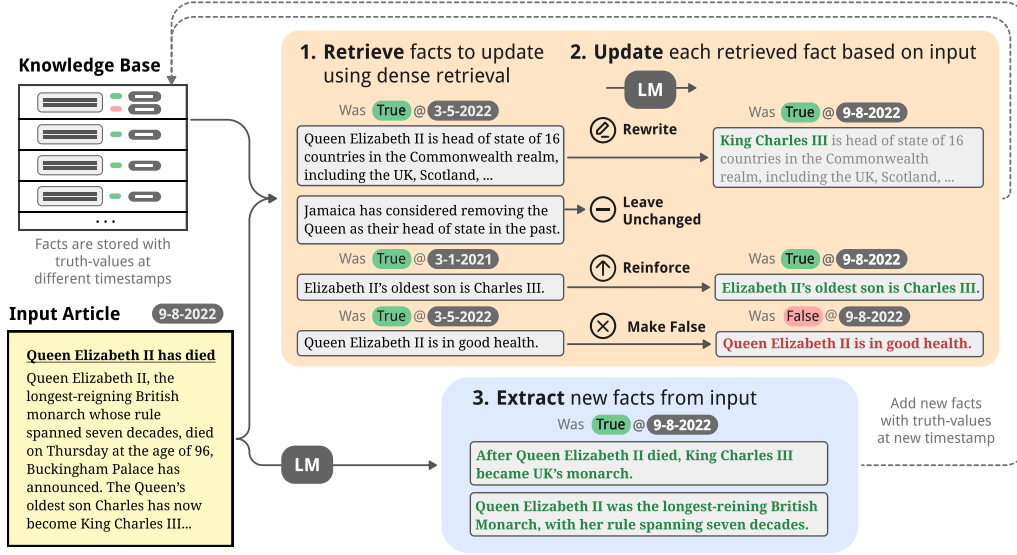 Knowledge Base
Facts are stored with
truth-values at
different timestamps
Input Article 9-8-2022
Queen Elizabeth II has died
Queen Elizabeth II, the
longest-reigning British
monarch whose rule
spanned seven decades, died
on Thursday at the age of 96,
Buckingham Palace has
announced. The Queen's
oldest son Charles has now
become King Charles III...
LM
1. Retrieve facts to update
using dense retrieval
Was True @ 3-5-2022
Queen Elizabeth II is head of state of 16
countries in the Commonwealth realm,
including the UK, Scotland, ...
Jamaica has considered removing the
Queen as their head of state in the past.
Was True @ 3-1-2021
Elizabeth II's oldest son is Charles III.
Was True @ 3-5-2022
Queen Elizabeth II is in good health.
2. Update each retrieved fact based on input
LM
Rewrite
Leave
Unchanged
Reinforce
Make False
Was True @ 9-8-2022
King Charles III is head of state of 16
countries in the Commonwealth
realm, including the UK, Scotland, ...
Was True @ 9-8-2022
Elizabeth II's oldest son is Charles III.
Was False @ 9-8-2022
Queen Elizabeth II is in good health.
3. Extract new facts from input
Was True @ 9-8-2022
After Queen Elizabeth II died, King Charles III
became UK's monarch.
Queen Elizabeth II was the longest-reining British
Monarch, with her rule spanning seven decades.
Add new facts
with truth-values
at new timestamp